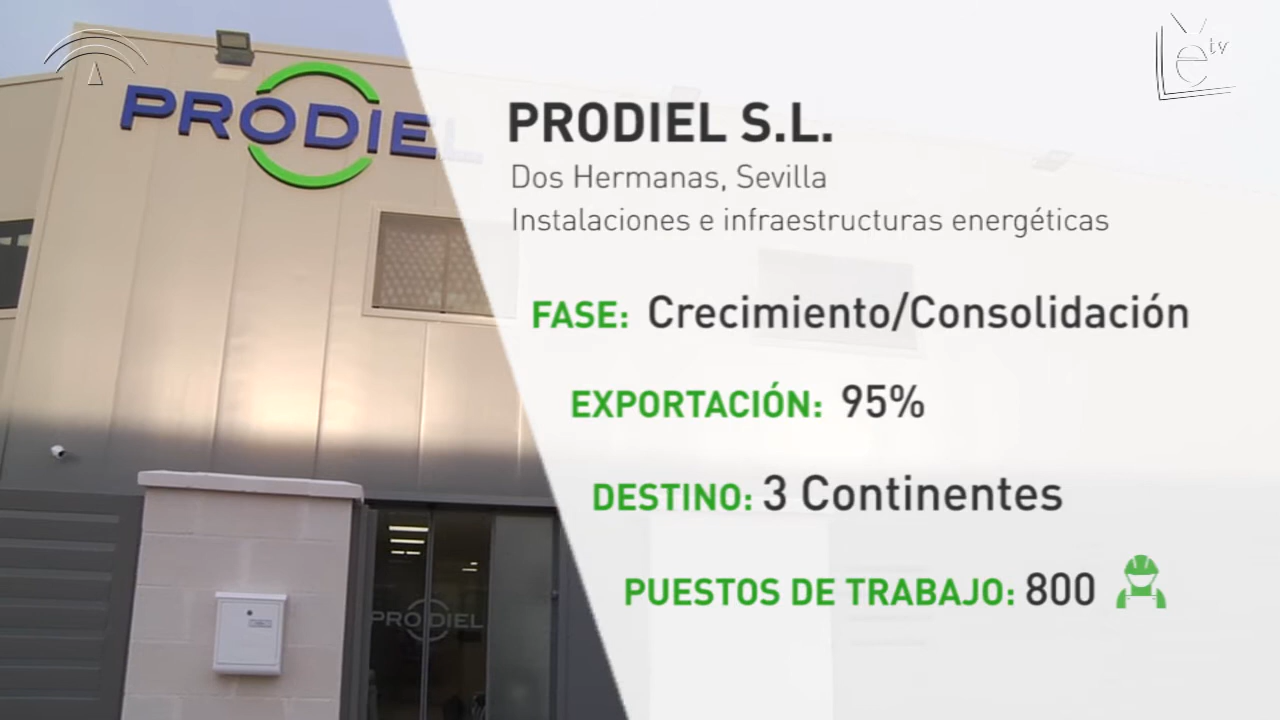 PRODIEL
PRODIEL S.L.
Dos Hermanas, Sevilla
Instalaciones e infraestructuras energéticas
FASE: Crecimiento/Consolidación
EXPORTACIÓN: 95%
DESTINO: 3 Continentes
PUESTOS DE TRABAJO: 800
PRODIEL
ë tv